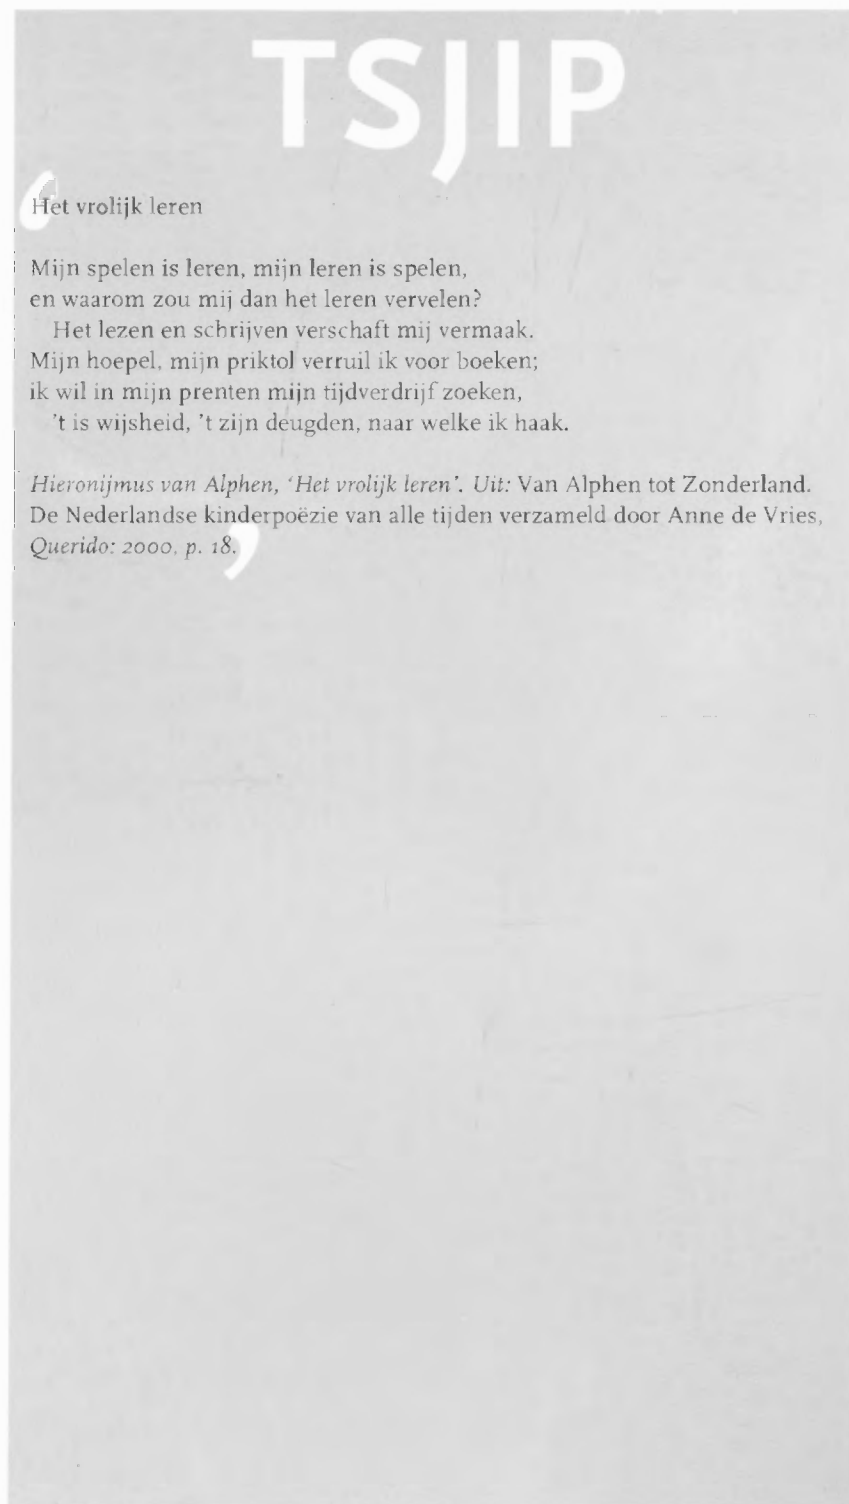 TSJIP
‘
Het vrolijk leren
Mijn spelen is leren, mijn leren is spelen,
en waarom zou mij dan het leren vervelen?
Het lezen en schrijven verschaft mij vermaak.
Mijn hoepel, mijn priktol verruil ik voor boeken;
ik wil in mijn prenten mijn tijdverdrijf zoeken,
’t is wijsheid, ’t zijn deugden, naar welke ik haak.
Hieronijmus van Alphen, ‘Het vrolijk leren’. Uit: Van Alphen tot Zonderland.
De Nederlandse kinderpoëzie van alle tijden verzameld door Anne de Vries,
Querido: 2000, p. 18.
’